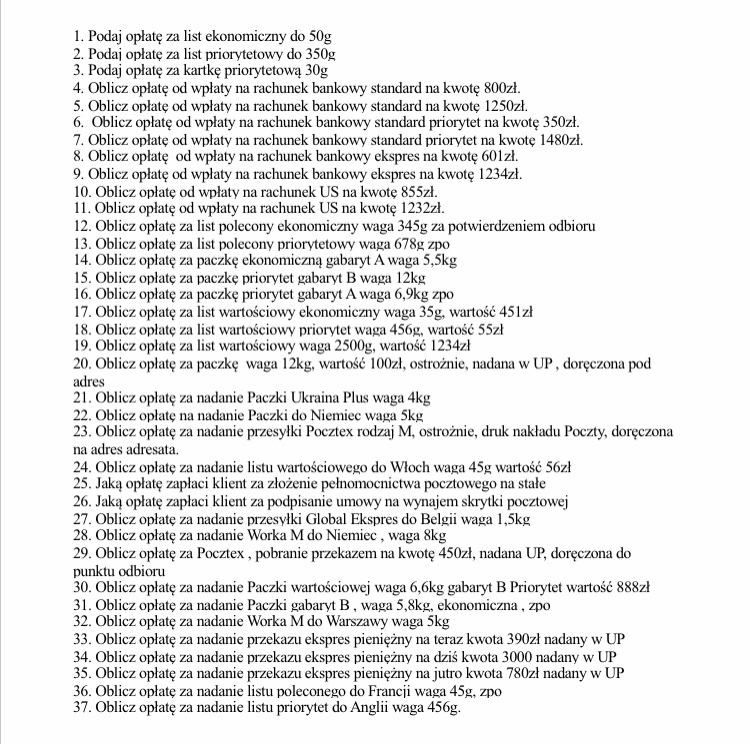 1. Podaj opłatę za list ekonomiczny do 50g
2. Podaj opłatę za list priorytetowy do 350g
3. Podaj opłatę za kartkę priorytetową 30g
4. Oblicz opłatę od wpłaty na rachunek bankowy standard na kwotę 800zł.
5. Oblicz opłatę od wpłaty na rachunek bankowy standard na kwotę 1250zł.
6.  Oblicz opłatę od wpłaty na rachunek bankowy standard priorytet na kwotę 350zł.
7. Oblicz opłatę od wpłaty na rachunek bankowy standard priorytet na kwotę 1480zł.
8. Oblicz opłatę  od wpłaty na rachunek bankowy ekspres na kwotę 601zł.
9. Oblicz opłatę od wpłaty na rachunek bankowy ekspres na kwotę 1234zł.
10. Oblicz opłatę od wpłaty na rachunek US na kwotę 855zł.
11. Oblicz opłatę od wpłaty na rachunek US na kwotę 1232zł.
12. Oblicz opłatę za list polecony ekonomiczny waga 345g za potwierdzeniem odbioru
13. Oblicz opłatę za list polecony priorytetowy waga 678g zpo
14. Oblicz opłatę za paczkę ekonomiczną gabaryt A waga 5,5kg
15. Oblicz opłatę za paczkę priorytet gabaryt B waga 12kg
16. Oblicz opłatę za paczkę priorytet gabaryt A waga 6,9kg zpo
17. Oblicz opłatę za list wartościowy ekonomiczny waga 35g, wartość 451zł
18. Oblicz opłatę za list wartościowy priorytet waga 456g, wartość 55zł
19. Oblicz opłatę za list wartościowy waga 2500g, wartość 1234zł
20. Oblicz opłatę za paczkę  waga 12kg, wartość 100zł, ostrożnie, nadana w UP , doręczona pod
adres
21. Oblicz opłatę za nadanie Paczki Ukraina Plus waga 4kg
22. Oblicz opłatę na nadanie Paczki do Niemiec waga 5kg
23. Oblicz opłatę za nadanie przesyłki Pocztex rodzaj M, ostrożnie, druk nakładu Poczty, doręczona
na adres adresata.
24. Oblicz opłatę za nadanie listu wartościowego do Włoch waga 45g wartość 56zł
25. Jaką opłatę zapłaci klient za złożenie pełnomocnictwa pocztowego na stałe
26. Jaką opłatę zapłaci klient za podpisanie umowy na wynajem skrytki pocztowej
27. Oblicz opłatę za nadanie przesyłki Global Ekspres do Belgii waga 1,5kg
28. Oblicz opłatę za nadanie Worka M do Niemiec , waga 8kg
29. Oblicz opłatę za Pocztex , pobranie przekazem na kwotę 450zł, nadana UP, doręczona do
punktu odbioru
30. Oblicz opłatę za nadanie Paczki wartościowej waga 6,6kg gabaryt B Priorytet wartość 888zł
31. Oblicz opłatę za nadanie Paczki gabaryt B , waga 5,8kg, ekonomiczna , zpo
32. Oblicz opłatę za nadanie Worka M do Warszawy waga 5kg
33. Oblicz opłatę za nadanie przekazu ekspres pieniężny na teraz kwota 390zł nadany w UP
34. Oblicz opłatę za nadanie przekazu ekspres pieniężny na dziś kwota 3000 nadany w UP
35. Oblicz opłatę za nadanie przekazu ekspres pieniężny na jutro kwota 780zł nadany w UP
36. Oblicz opłatę za nadanie listu poleconego do Francji waga 45g, zpo
37. Oblicz opłatę za nadanie listu priorytet do Anglii waga 456g.